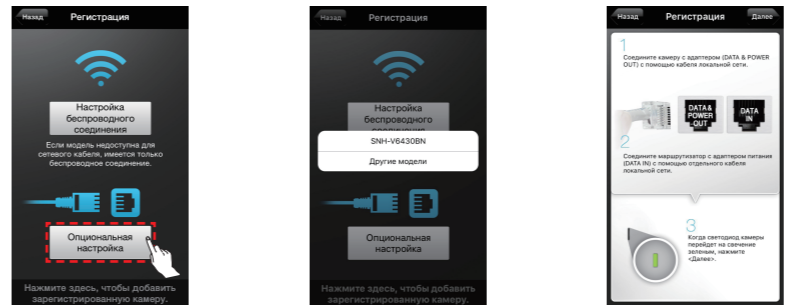 Назад
Регистрация
Настройка
беспроводного
соединения
Если модель недоступна для
сетевого кабеля, имеется только
беспроводное соединение.
Опциональная
настройка
Нажмите здесь, чтобы добавить
зарегистрированную камеру.
Назад
Регистрация
Настройка
беспроводного
соединения
SNH-V6430BN
Другие модели
Опциональная
настройка
Нажмите здесь, чтобы добавить
зарегистрированную камеру.
Назад
Регистрация
Далее
1
Соедините камеру с адаптером (DATA & POWER
OUT) с помощью кабеля локальной сети.
DATA&
POWER
OUT
DATA
IN
2
Соедините маршрутизатор с адаптером питания
(DATA IN) с помощью отдельного кабеля
локальной сети.
3
Когда светодиод камеры
перейдет на свечение
зеленым, нажмите
<Далее>.